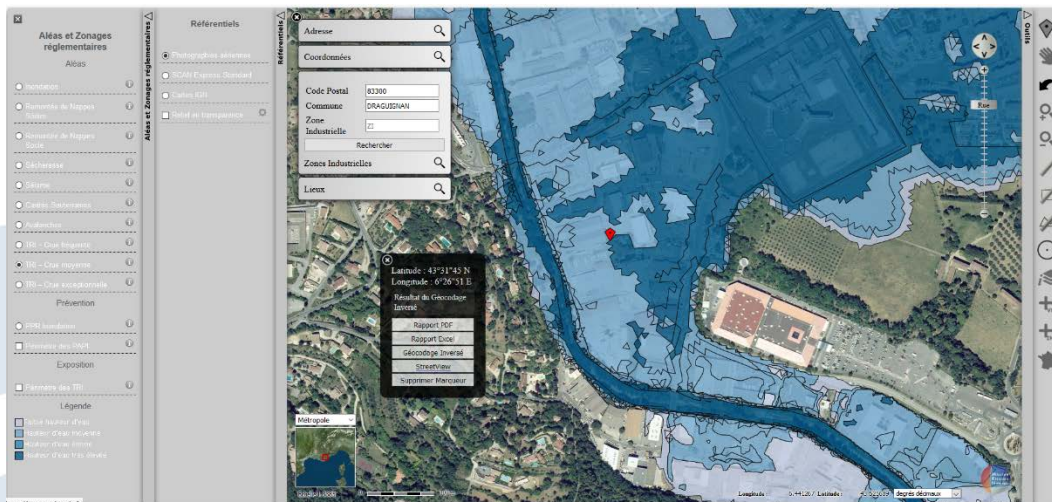 Aléas et Zonages
réglementaires
Aléas
Inondation
Remontée de Nappes
Remontée de Nappes
Socle
Sécheresse
Séisme
Cavités Souterraines
Avalanches
TRI - Crue fréquente
TRI - Crue moyenne
TRI - Crue exceptionnelle
Prévention
PPR Inondation
Périmètre des PAPI
Exposition
Périmètre des TRI
Légende
Faible hauteur d'eau
Hauteur d'eau moyenne
Hauteur d'eau élevée
Hauteur d'eau très élevée
Aléas et Zonages réglementaires
Référentiels
Photographies aériennes
SCAN Express Standard
Cartes IGN
Relief en transparence
Référentiels
Adresse
Coordonnées
Code Postal
83300
Commune
DRAGUIGNAN
Zone
Industrielle
ZI
Rechercher
Zones Industrielles
Lieux
Latitude : 43°31'45 N
Longitude : 6°26'51 E
Résultat du Géocodage
Inversé
Rapport PDF
Rapport Excel
Géocodage Inversé
StreetView
Supprimer Marqueur
Métropole
Longitude :
Latitude :
degrés décimaux
Rue
Outils